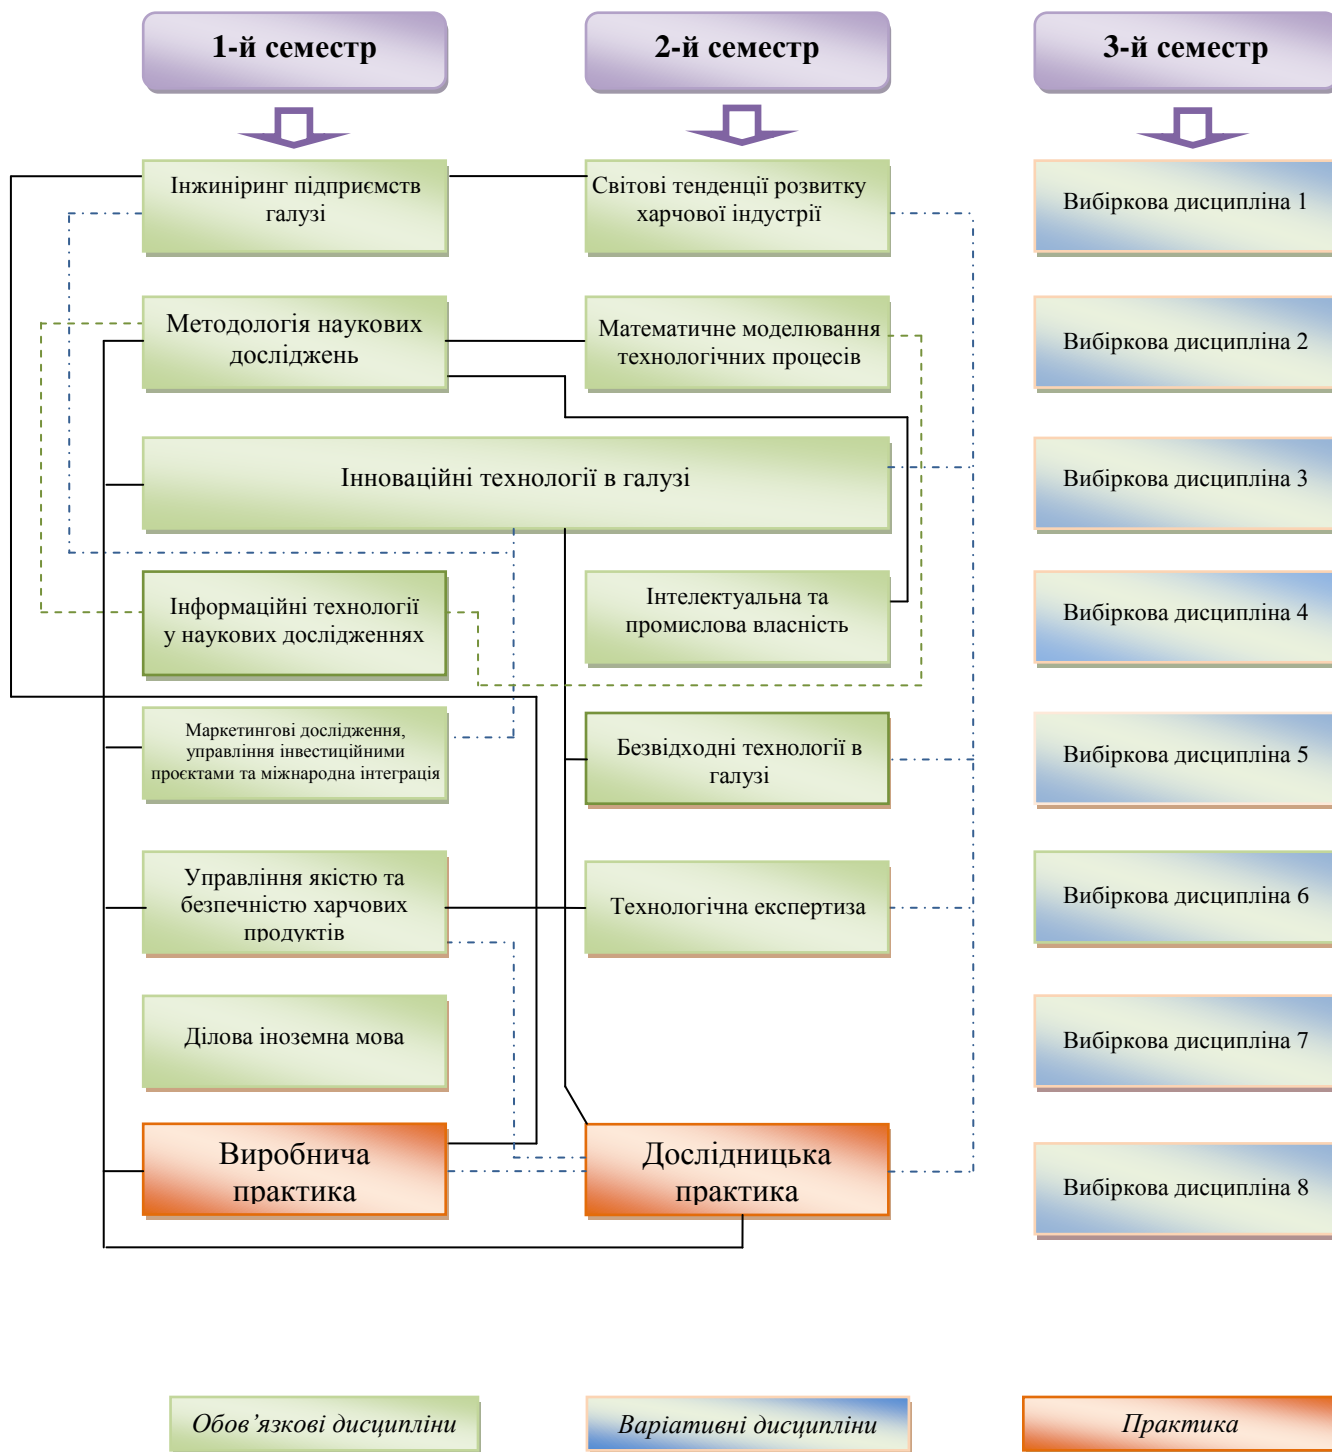 1-й семестр
2-й семестр
3-й семестр
Інжиніринг підприємств
галузі
Світові тенденції розвитку
харчової індустрії
Вибіркова дисципліна 1
Методологія наукових
досліджень
Математичне моделювання
технологічних процесів
Вибіркова дисципліна 2
Інноваційні технології в галузі
Вибіркова дисципліна 3
Інформаційні технології
у наукових дослідженнях
Інтелектуальна та
промислова власність
Вибіркова дисципліна 4
Маркетингові дослідження,
управління інвестиційними
проєктами та міжнародна інтеграція
Безвідходні технології в
галузі
Вибіркова дисципліна 5
Управління якістю та
безпечністю харчових
продуктів
Технологічна експертиза
Вибіркова дисципліна 6
Ділова іноземна мова
Вибіркова дисципліна 7
Виробнича
практика
Дослідницька
практика
Вибіркова дисципліна 8
Обов’язкові дисципліни
Варіативні дисципліни
Практика